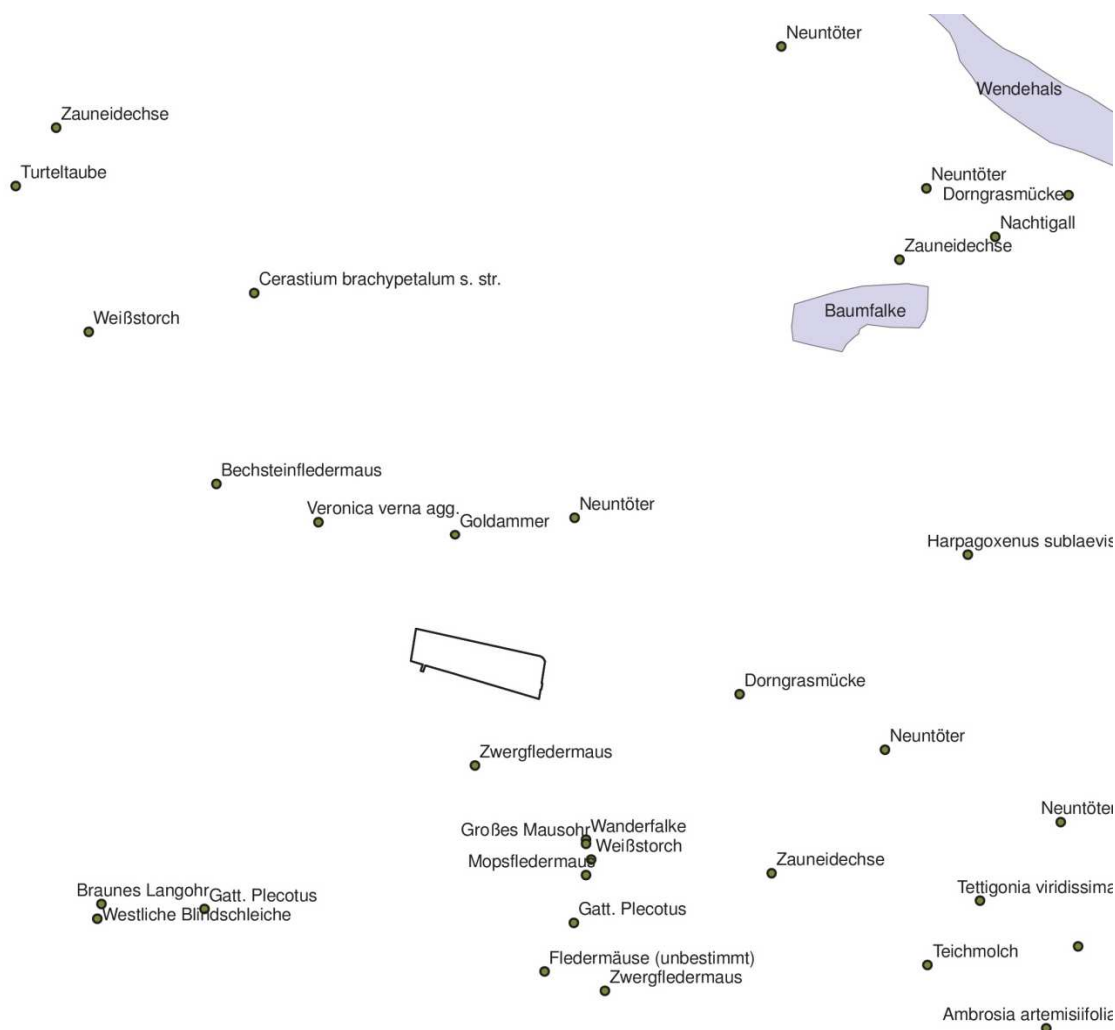 Neuntöter
Wendehals
Zauneidechse
Turteltaube
Neuntöter
Dorngrasmücke
Nachtigall
Zauneidechse
Cerastium brachypetalum s. str.
Baumfalke
Weißstorch
Bechsteinfledermaus
Veronica verna agg.
Neuntöter
Goldammer
Harpagoxenus sublaevis
Dorngrasmücke
Neuntöter
Zwergfledermaus
Neuntöter
Großes Mausohr
Wanderfalke
Weißstorch
Mopsfledermaus
Zauneidechse
Braunes Langohr
Gatt. Plecotus
Tettigonia viridissima
Westliche Blindschleiche
Gatt. Plecotus
Teichmolch
Fledermäuse (unbestimmt)
Zwergfledermaus
Ambrosia artemisiifolia